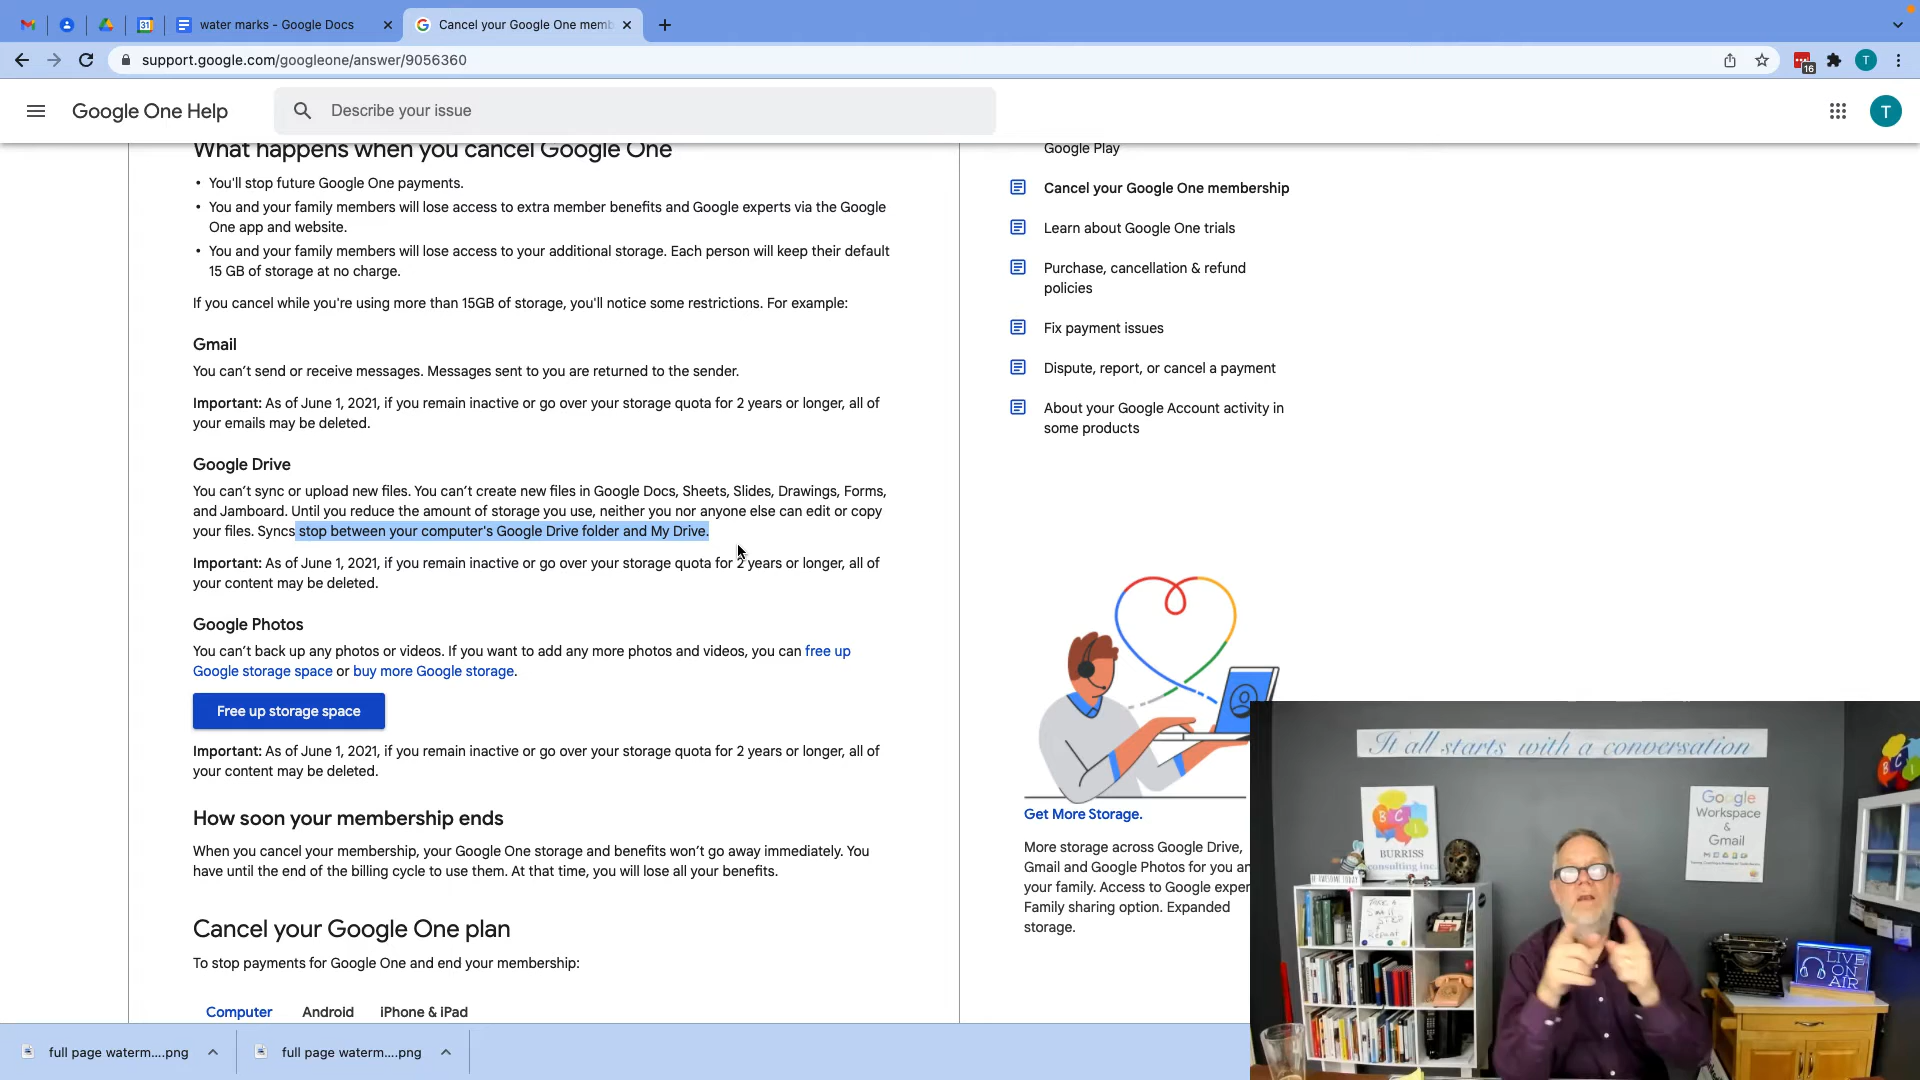 31
water marks - Google Docs
Cancel your Google One memb
support.google.com/googleone/answer/9056360
16
T
Google One Help
Describe your issue
T
What happens when you cancel Google One
• You'll stop future Google One payments.
• You and your family members will lose access to extra member benefits and Google experts via the Google
One app and website.
• You and your family members will lose access to your additional storage. Each person will keep their default
15 GB of storage at no charge.
If you cancel while you're using more than 15GB of storage, you'll notice some restrictions. For example:
Gmail
You can’t send or receive messages. Messages sent to you are returned to the sender.
Important: As of June 1, 2021, if you remain inactive or go over your storage quota for 2 years or longer, all of
your emails may be deleted.
Google Drive
You can’t sync or upload new files. You can’t create new files in Google Docs, Sheets, Slides, Drawings, Forms,
and Jamboard. Until you reduce the amount of storage you use, neither you nor anyone else can edit or copy
your files. Syncs stop between your computer's Google Drive folder and My Drive.
Important: As of June 1, 2021, if you remain inactive or go over your storage quota for 2 years or longer, all of
your content may be deleted.
Google Photos
You can’t back up any photos or videos. If you want to add any more photos and videos, you can free up
Google storage space or buy more Google storage.
Free up storage space
Important: As of June 1, 2021, if you remain inactive or go over your storage quota for 2 years or longer, all of
your content may be deleted.
How soon your membership ends
When you cancel your membership, your Google One storage and benefits won’t go away immediately. You
have until the end of the billing cycle to use them. At that time, you will lose all your benefits.
Cancel your Google One plan
To stop payments for Google One and end your membership:
Computer Android iPhone & iPad
Google Play
Cancel your Google One membership
Learn about Google One trials
Purchase, cancellation & refund
policies
Fix payment issues
Dispute, report, or cancel a payment
About your Google Account activity in
some products
Get More Storage.
More storage across Google Drive,
Gmail and Google Photos for you an
your family. Access to Google exper
Family sharing option. Expanded
storage.
It all starts with a conversation
BCI
BURRISS
consulting inc.
Google
Workspace
&
Gmail
LIVE
ON
AIR
full page waterm....png
full page waterm....png